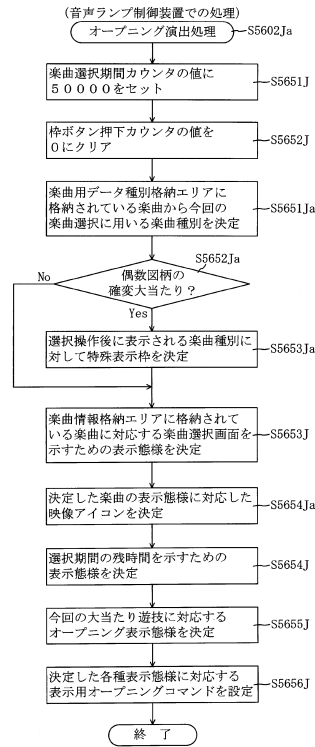 (音声ランプ制御装置での処理)
オープニング演出処理
S5602Ja
楽曲選択期間カウンタの値に
50000をセット
S5651J
枠ボタン押下カウンタの値を
0にクリア
S5652J
楽曲用データ種別格納エリアに
格納されている楽曲から今回の
楽曲選択に用いる楽曲種別を決定
S5651Ja
S5652Ja
偶数図柄の
確変大当たり?
No
Yes
選択操作後に表示される楽曲種別に
対して特殊表示枠を決定
S5653Ja
楽曲情報格納エリアに格納されて
いる楽曲に対応する楽曲選択画面を
示すための表示態様を決定
S5653J
決定した楽曲の表示態様に対応した
映像アイコンを決定
S5654Ja
選択期間の残時間を示すための
表示態様を決定
S5654J
今回の大当たり遊技に対応する
オープニング表示態様を決定
S5655J
決定した各種表示態様に対応する
表示用オープニングコマンドを設定
S5656J
終 了